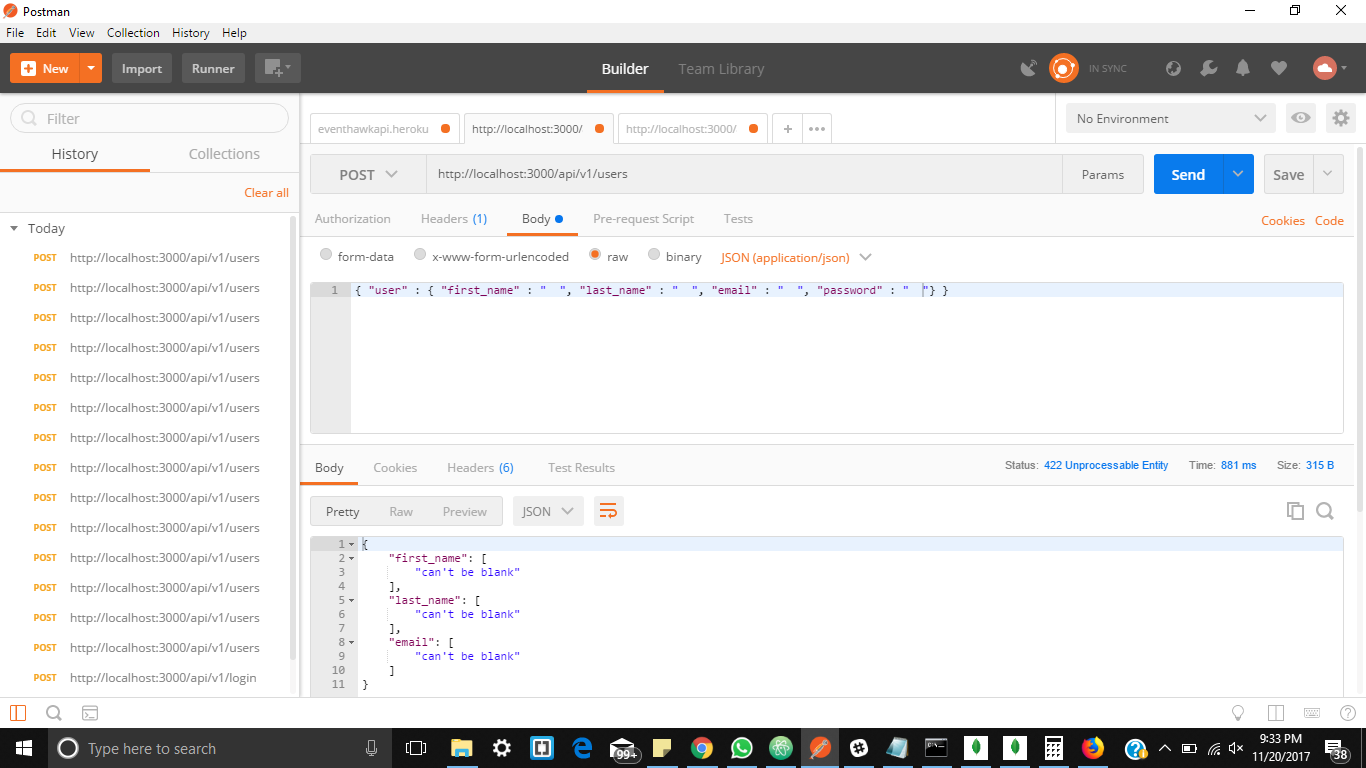 Postman
File Edit View Collection History Help
New Import Runner Builder Team Library IN SYNC
Filter
History Collections
Clear all
Today
POST http://localhost:3000/api/v1/users
POST http://localhost:3000/api/v1/users
POST http://localhost:3000/api/v1/users
POST http://localhost:3000/api/v1/users
POST http://localhost:3000/api/v1/users
POST http://localhost:3000/api/v1/users
POST http://localhost:3000/api/v1/users
POST http://localhost:3000/api/v1/users
POST http://localhost:3000/api/v1/users
POST http://localhost:3000/api/v1/users
POST http://localhost:3000/api/v1/users
POST http://localhost:3000/api/v1/users
POST http://localhost:3000/api/v1/users
POST http://localhost:3000/api/v1/users
POST http://localhost:3000/api/v1/login
eventhawkapi.heroku http://localhost:3000/ http://localhost:3000/ + ••• No Environment
POST http://localhost:3000/api/v1/users Params Send Save
Authorization Headers (1) Body Pre-request Script Tests Cookies Code
form-data x-www-form-urlencoded raw binary JSON (application/json)
1 { "user" : { "first_name" : "  ", "last_name" : "  ", "email" : "  ", "password" : "  "} }
Body Cookies Headers (6) Test Results Status: 422 Unprocessable Entity Time: 881 ms Size: 315 B
Pretty Raw Preview JSON
1 {
2 "first_name": [
3 "can't be blank"
4 ],
5 "last_name": [
6 "can't be blank"
7 ],
8 "email": [
9 "can't be blank"
10 ]
11 }
Type here to search
99+
9:33 PM
11/20/2017
38